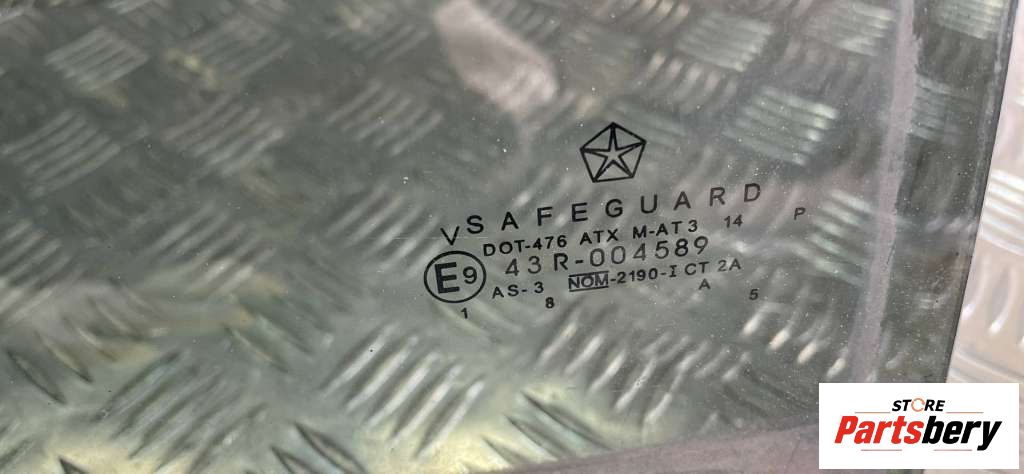 SAFEGUARD
V DOT-476 ATX M-AT3 14 P
E9 43R-004589
AS-3 NOM-2190-I CT 2A
1 8 A 5
STORE
Partsbery